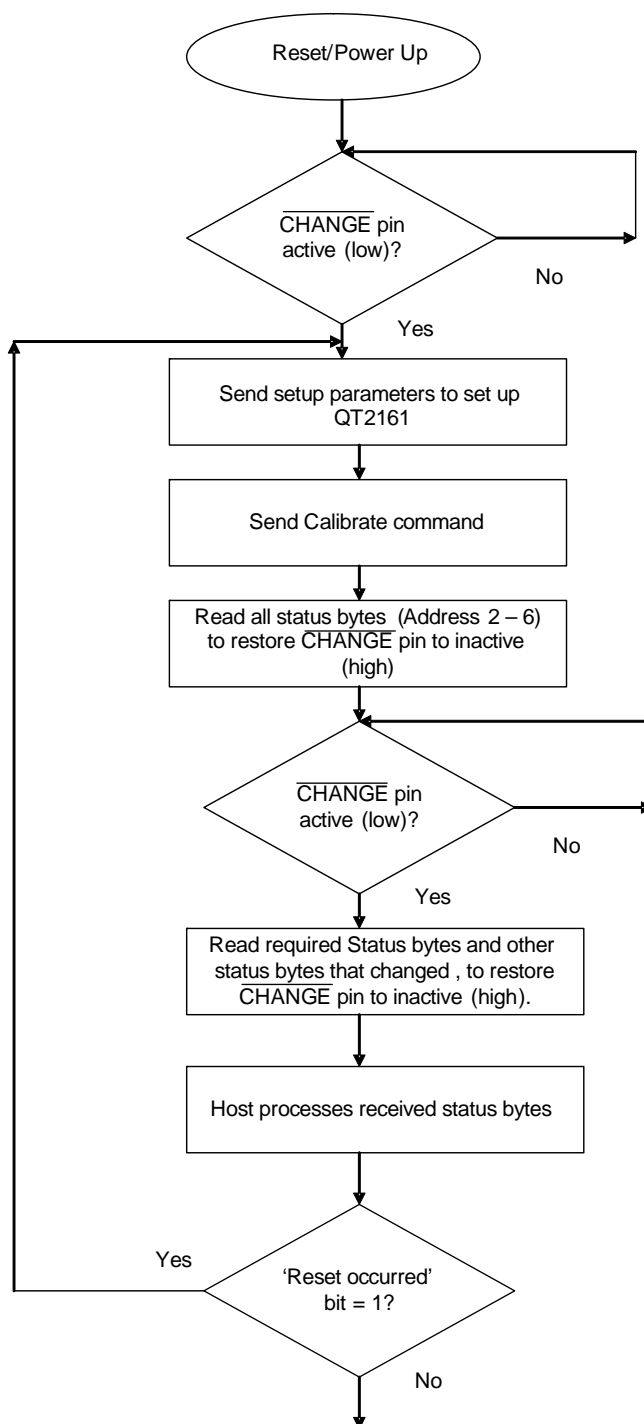 Reset/Power Up
CHANGE pin
active (low)?
No
Yes
Send setup parameters to set up
QT2161
Send Calibrate command
Read all status bytes (Address 2 – 6)
to restore CHANGE pin to inactive
(high)
CHANGE pin
active (low)?
No
Yes
Read required Status bytes and other
status bytes that changed , to restore
CHANGE pin to inactive (high).
Host processes received status bytes
Yes
‘Reset occurred’
bit = 1?
No